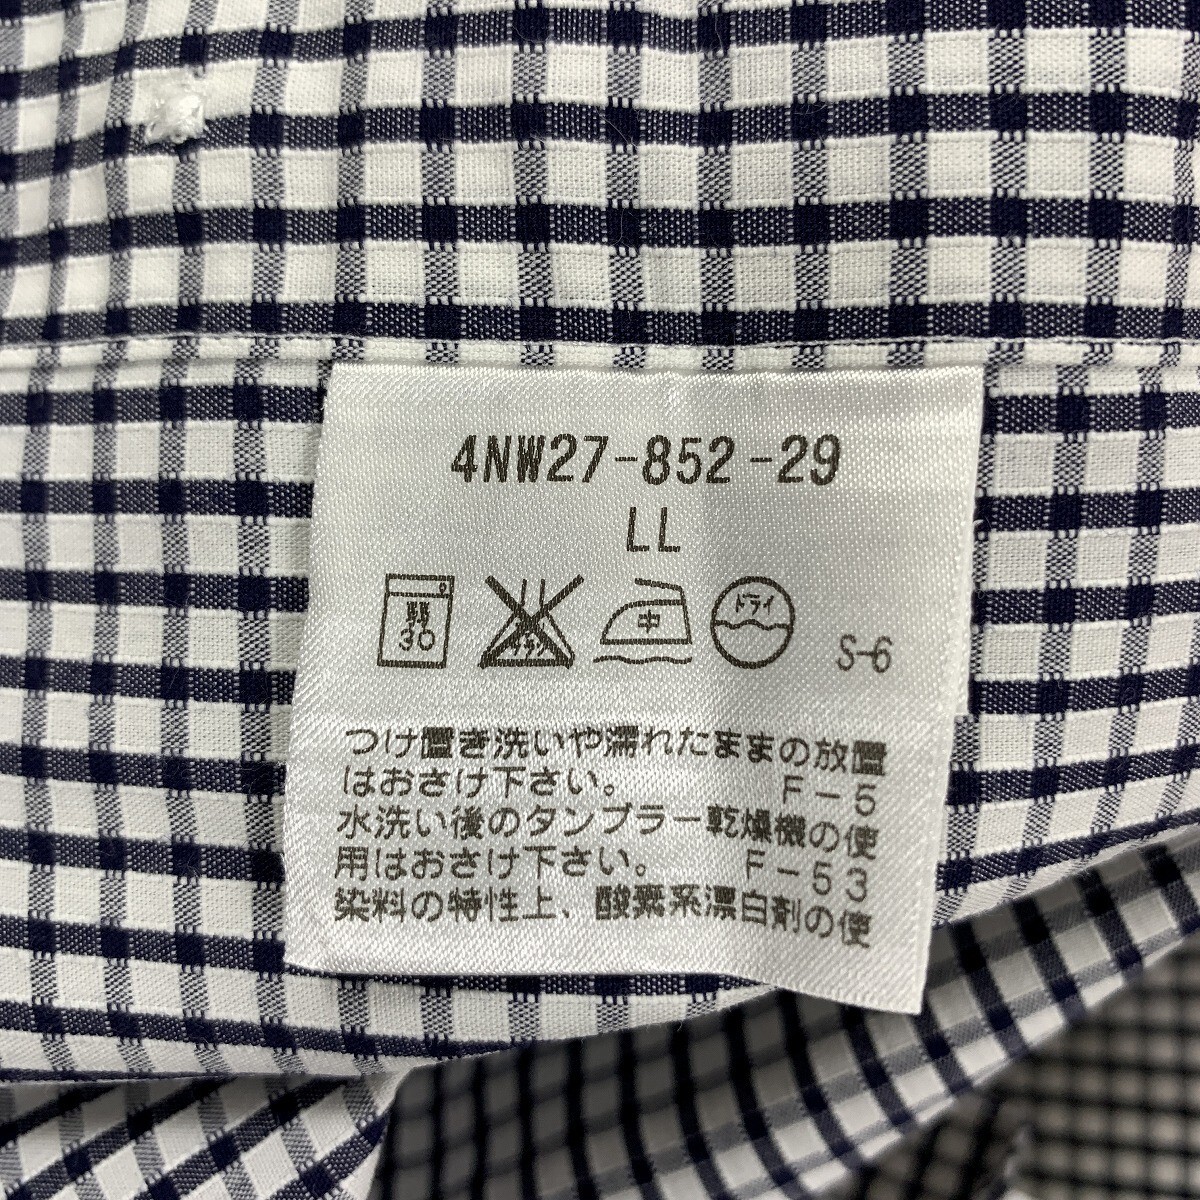 4NW27-852-29
LL
弱
30
エンソ
サラシ
中
ドライ
S-6
つけ置き洗いや濡れたままの放置
はおさけ下さい。 F-5
水洗い後のタンブラー乾燥機の使
用はおさけ下さい。 F-53
染料の特性上、酸素系漂白剤の使